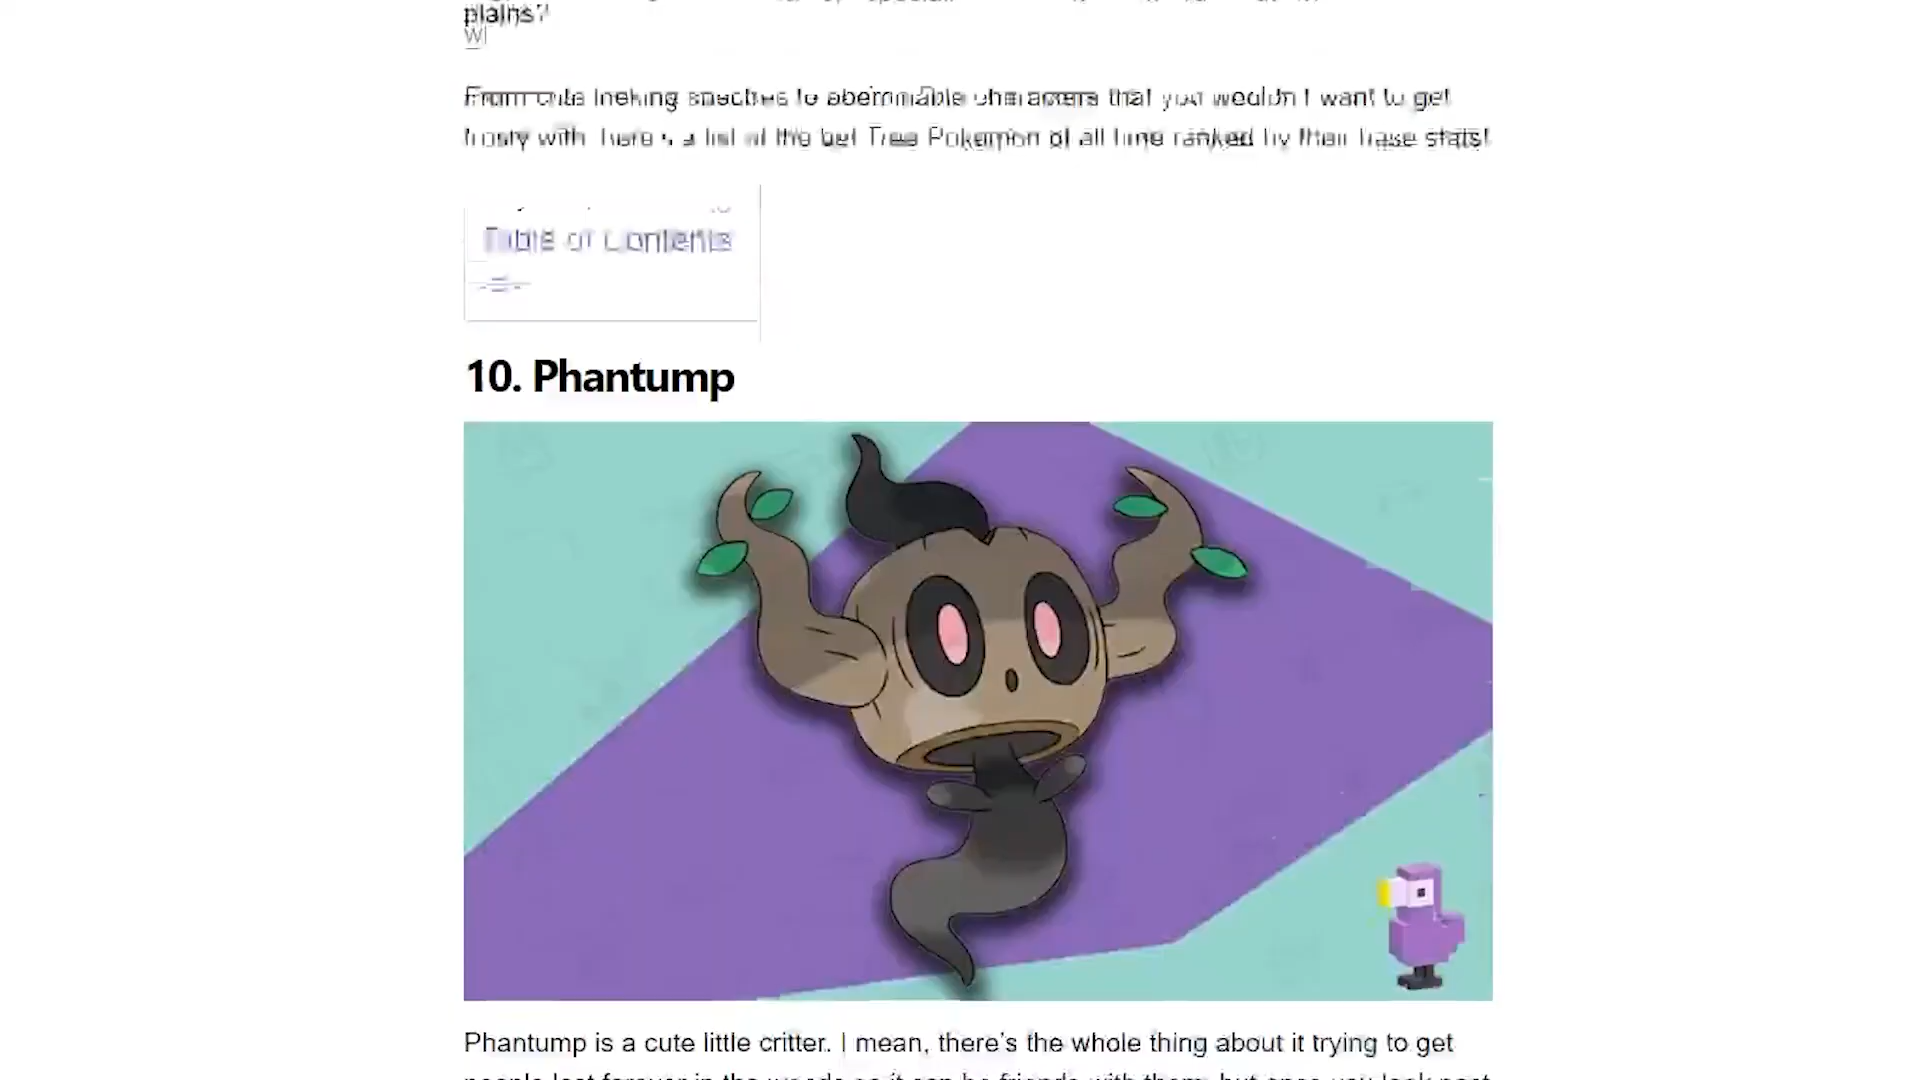 plains?
From cute looking species to abominable characters that you wouldn't want to get
frosty with here's a list of the bet Tree Pokemon of all time ranked by their base stats!
Table of Contents
10. Phantump
Phantump is a cute little critter. I mean, there's the whole thing about it trying to get